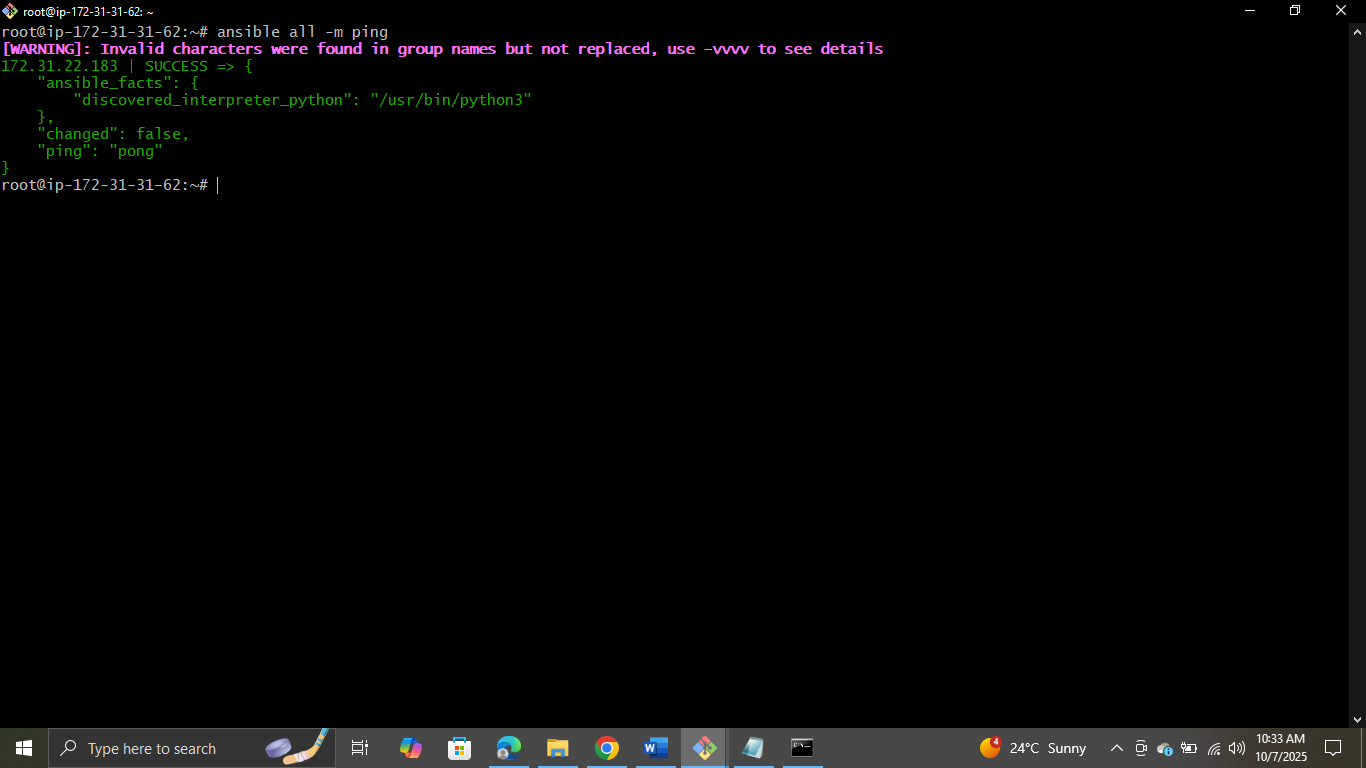 root@ip-172-31-31-62: ~
root@ip-172-31-31-62:~# ansible all -m ping
[WARNING]: Invalid characters were found in group names but not replaced, use -vvvv to see details
172.31.22.183 | SUCCESS => {
    "ansible_facts": {
        "discovered_interpreter_python": "/usr/bin/python3"
    },
    "changed": false,
    "ping": "pong"
}
root@ip-172-31-31-62:~#
Type here to search
4
24°C Sunny
10:33 AM
10/7/2025